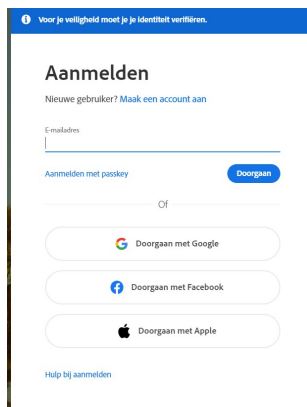 Voor je veiligheid moet je je identiteit verifiëren.
Aanmelden
Nieuwe gebruiker? Maak een account aan
E-mailadres
Aanmelden met passkey
Doorgaan
Of
Doorgaan met Google
Doorgaan met Facebook
Doorgaan met Apple
Hulp bij aanmelden